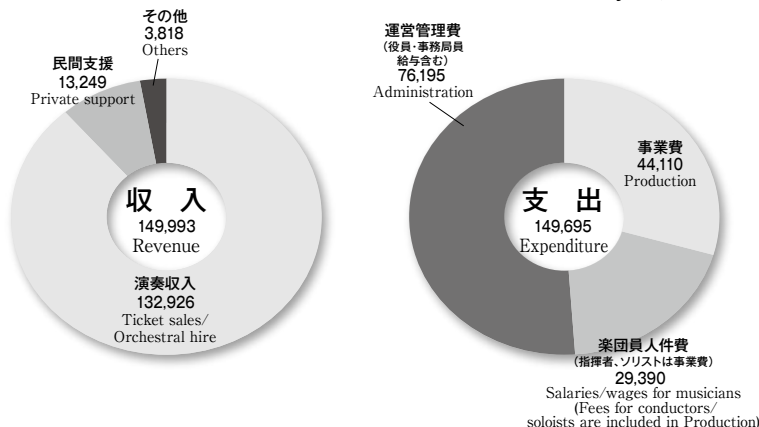 その他
3,818
Others
民間支援
13,249
Private support
収 入
149,993
Revenue
演奏収入
132,926
Ticket sales/
Orchestral hire
運営管理費
(役員・事務局員
給与含む)
76,195
Administration
事業費
44,110
Production
支 出
149,695
Expenditure
楽団員人件費
(指揮者、ソリストは事業費)
29,390
Salaries/wages for musicians
(Fees for conductors/
soloists are included in Production)